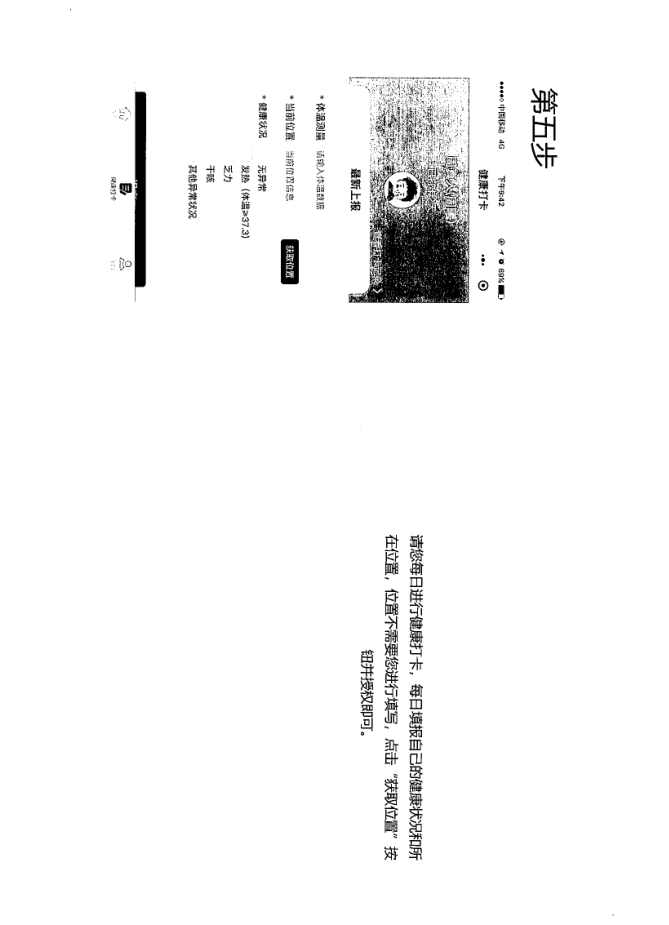 第五步
中国移动 4G 下午9:42 69%
健康打卡
最新上报
* 体温测量 请输入体温数据
* 当前位置 当前位置信息 获取位置
* 健康状况 无异常
发热（体温≥37.3）
乏力
干咳
其他异常状况
健康打卡
请您每日进行健康打卡，每日填报自己的健康状况和所
在位置，位置不需要您进行填写，点击“获取位置”按
钮并授权即可。